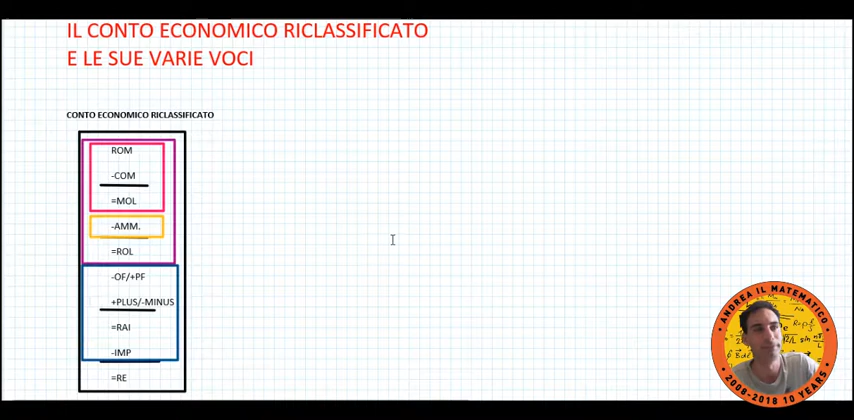 IL CONTO ECONOMICO RICLASSIFICATO
E LE SUE VARIE VOCI
CONTO ECONOMICO RICLASSIFICATO
ROM
-COM
=MOL
-AMM.
=ROL
-OF/+PF
+PLUS/-MINUS
=RAI
-IMP
=RE
ANDREA IL MATEMATICO
2008-2018 10 YEARS